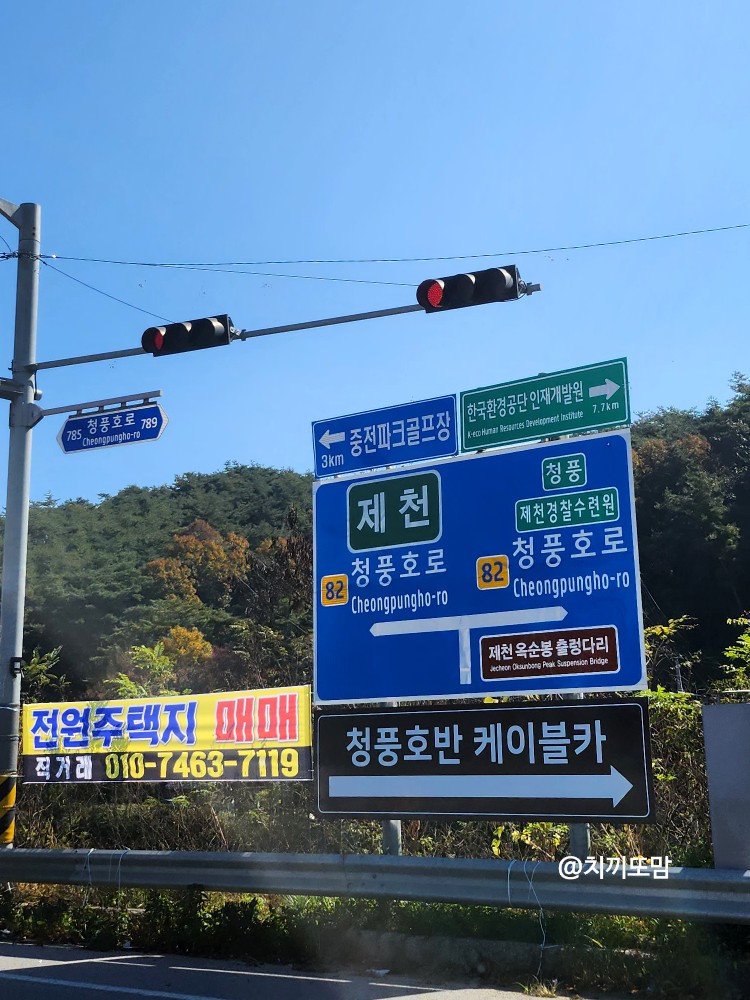 785 청풍호로 789
Cheongpungho-ro
중전파크골프장
3km
한국환경공단 인재개발원
K-eco Human Resources Development Institute
7.7km
제천
82
청풍호로
Cheongpungho-ro
청풍
제천경찰수련원
82
청풍호로
Cheongpungho-ro
제천 옥순봉 출렁다리
Jecheon Oksunbong Peak Suspension Bridge
전원주택지 매매
직거래 010-7463-7119
청풍호반 케이블카
@치끼또맘